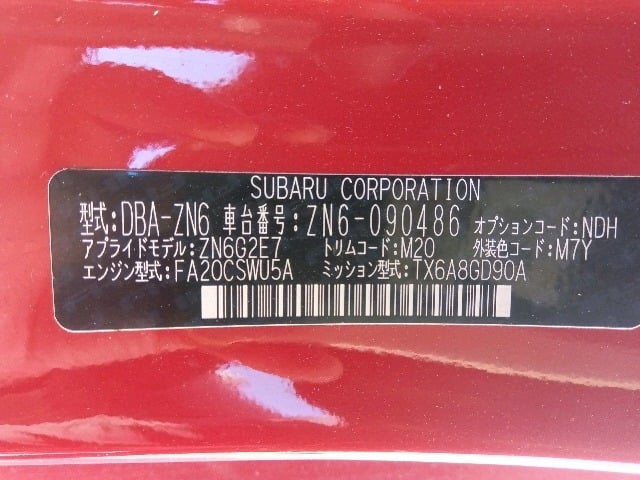 SUBARU CORPORATION
型式:DBA-ZN6 車台番号:ZN6-090486 オプションコード:NDH
アプライドモデル:ZN6G2E7 トリムコード:M20 外装色コード:M7Y
エンジン型式:FA20CSWU5A ミッション型式:TX6A8GD90A